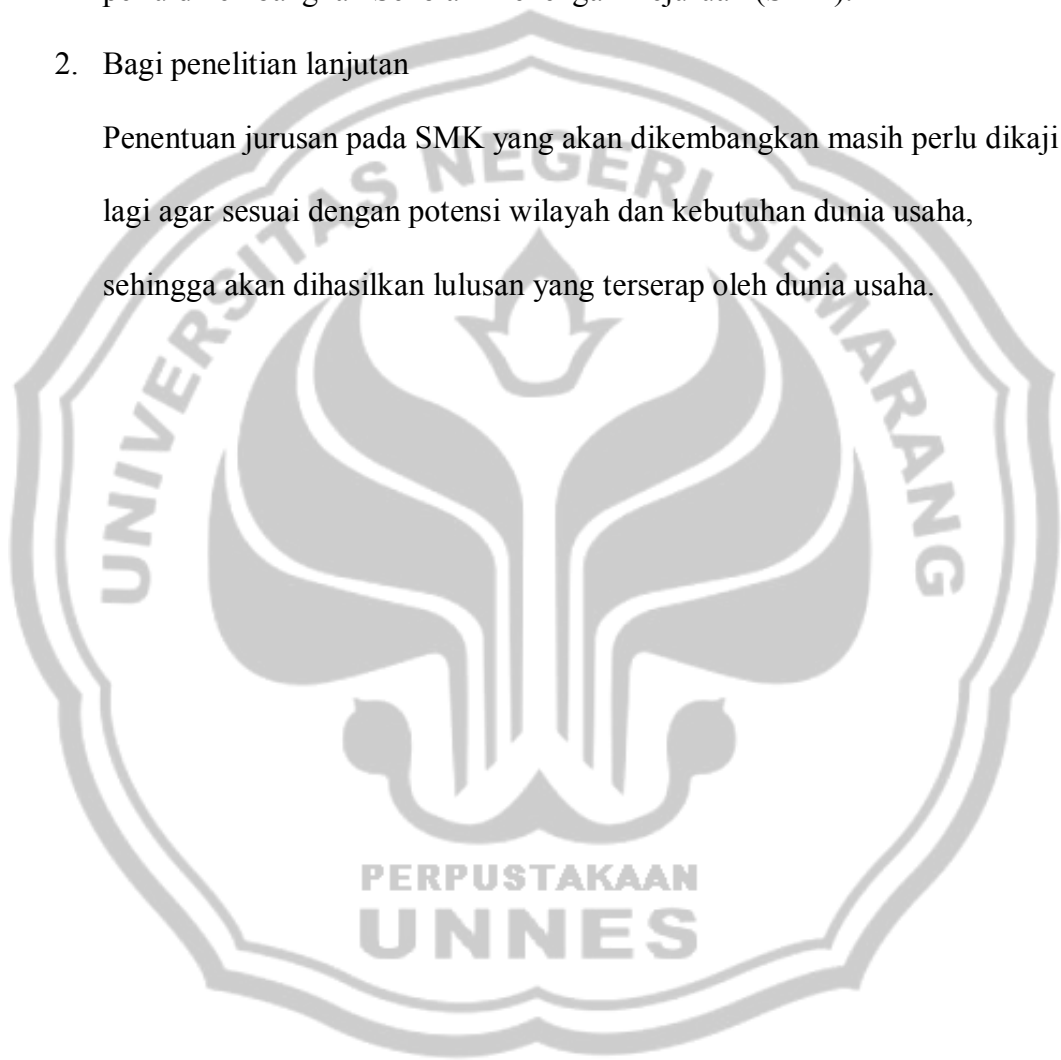 2. Bagi penelitian lanjutan
Penentuan jurusan pada SMK yang akan dikembangkan masih perlu dikaji
lagi agar sesuai dengan potensi wilayah dan kebutuhan dunia usaha,
sehingga akan dihasilkan lulusan yang terserap oleh dunia usaha.
UNIVERSITAS NEGERI SEMARANG
PERPUSTAKAAN
UNNES